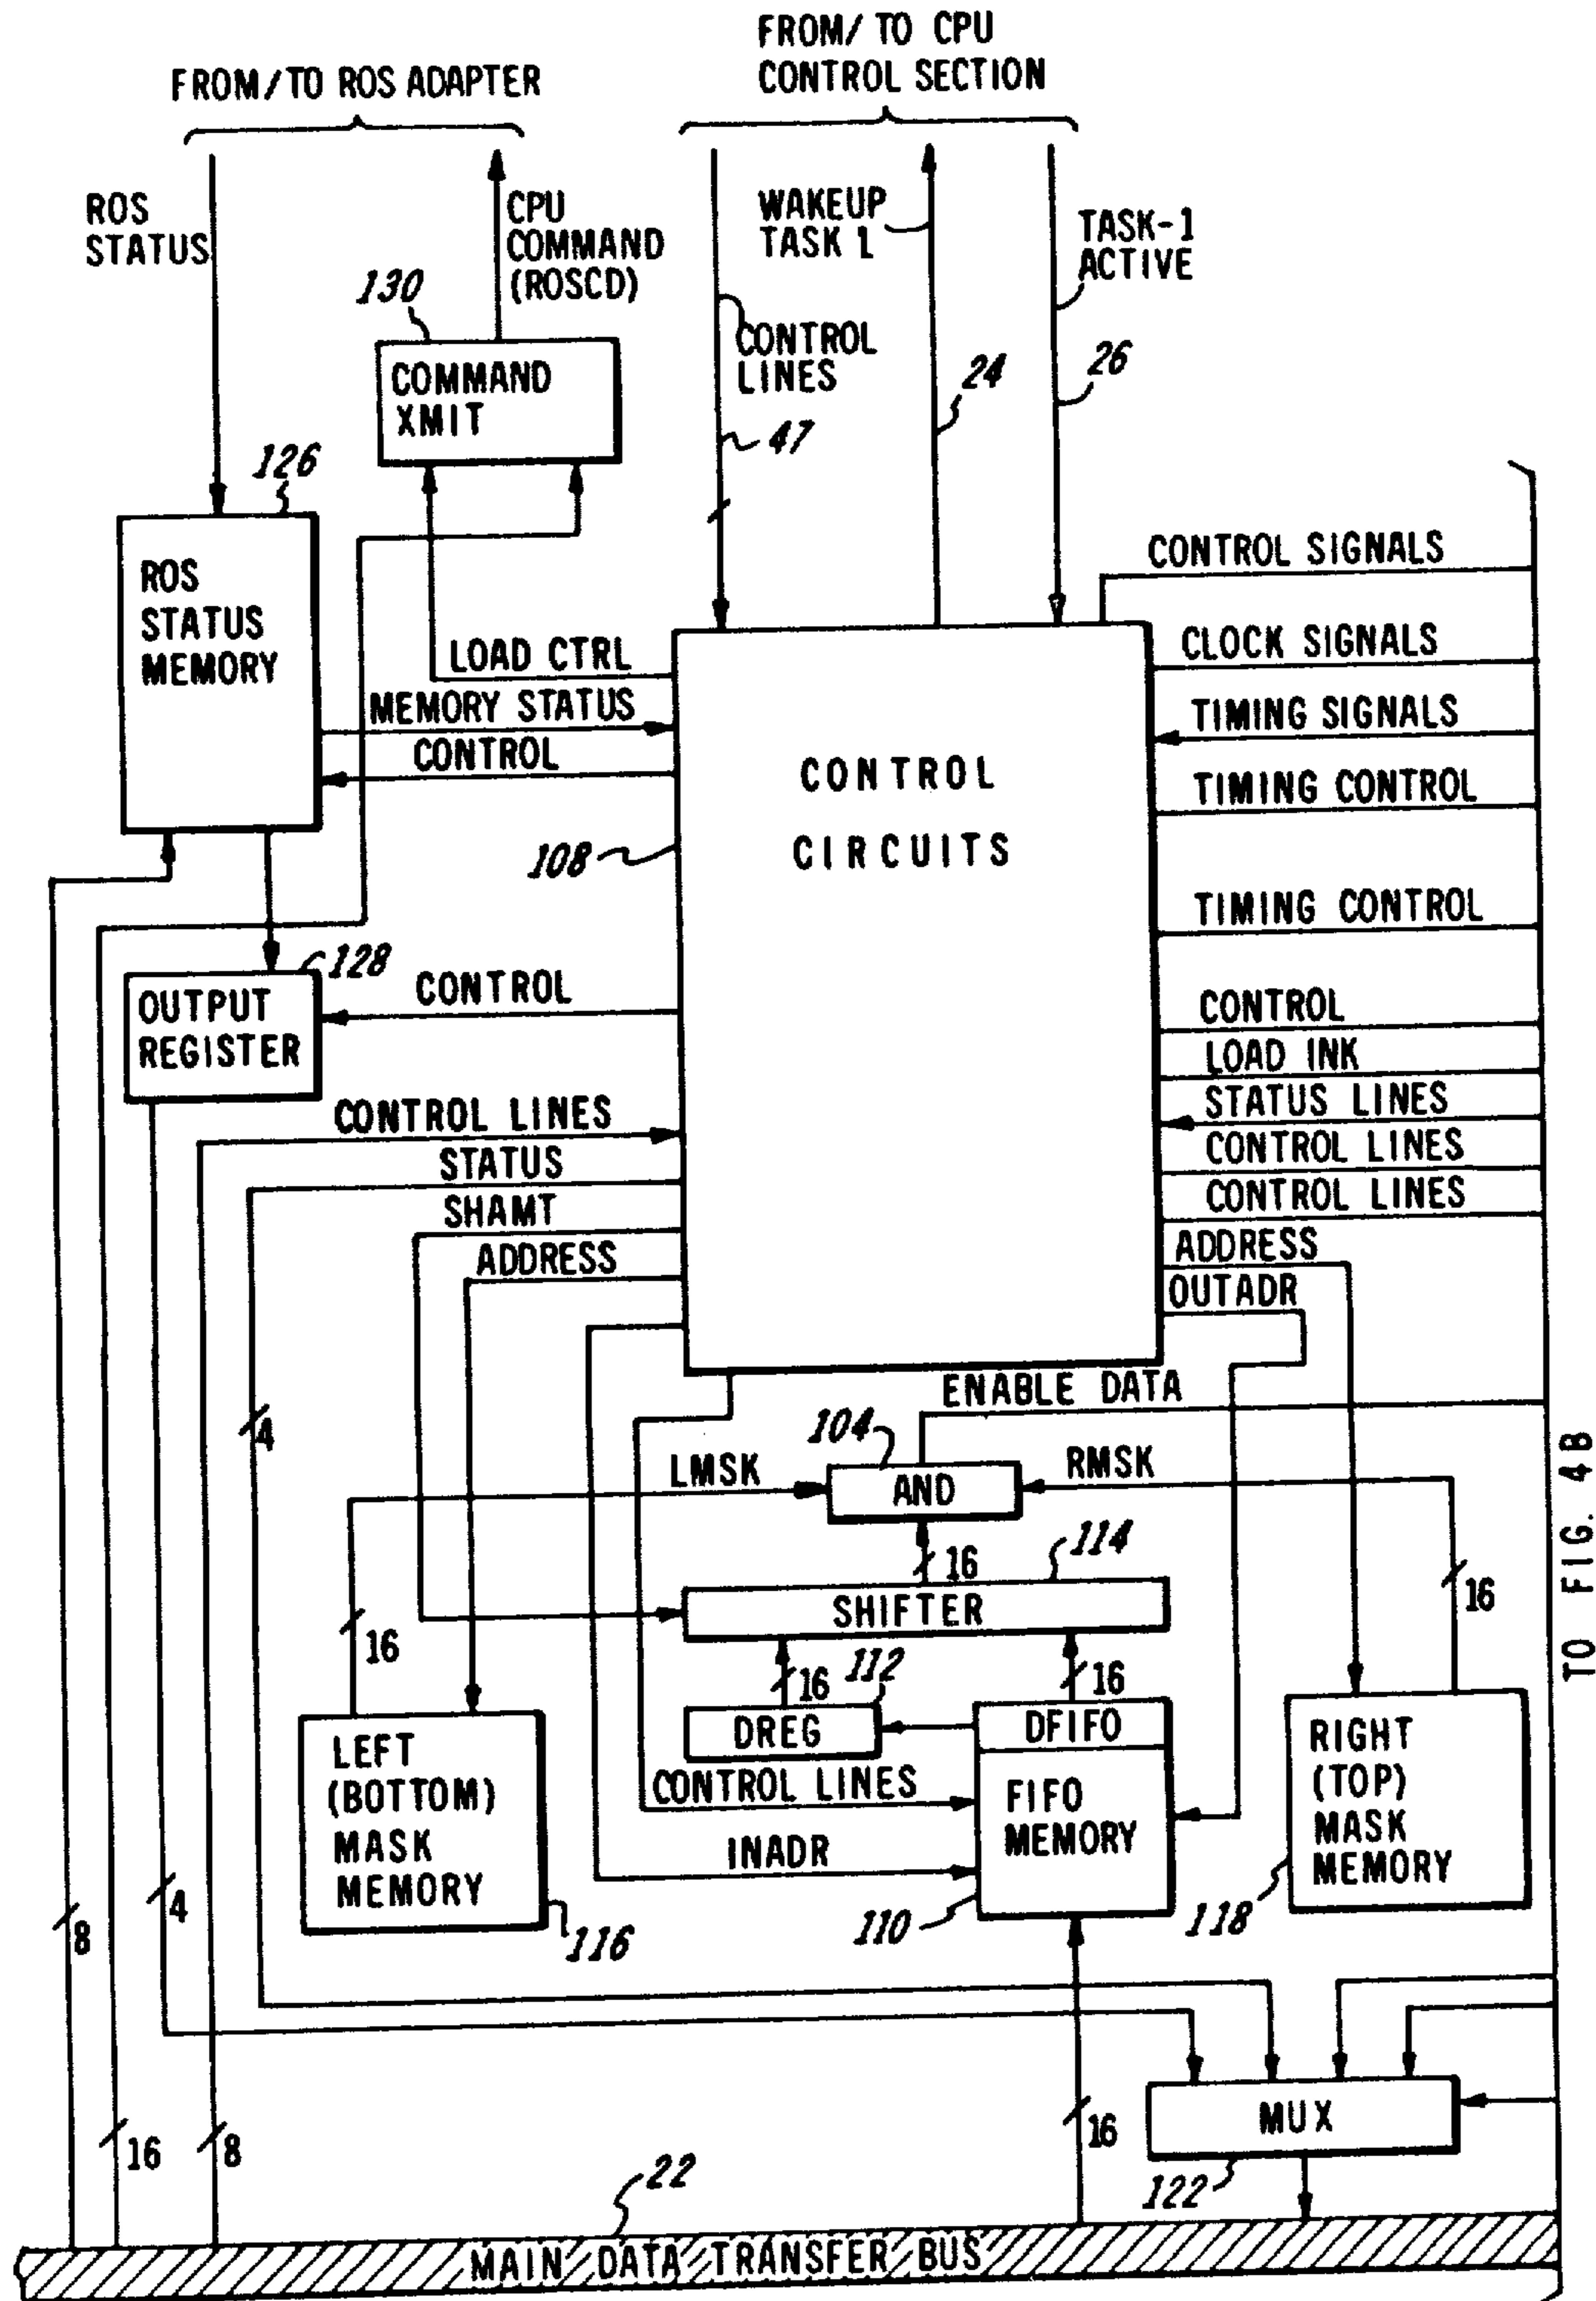 FROM/TO ROS ADAPTER
FROM/TO CPU
CONTROL SECTION
ROS
STATUS
CPU
COMMAND
(ROSCD)
WAKEUP
TASK 1
TASK-1
ACTIVE
130
COMMAND
XMIT
CONTROL
LINES
47
24
26
126
ROS
STATUS
MEMORY
LOAD CTRL
MEMORY STATUS
CONTROL
CONTROL
CIRCUITS
108
CONTROL SIGNALS
CLOCK SIGNALS
TIMING SIGNALS
TIMING CONTROL
TIMING CONTROL
128
OUTPUT
REGISTER
CONTROL
CONTROL
LOAD INK
STATUS LINES
CONTROL LINES
CONTROL LINES
CONTROL LINES
STATUS
SHAMT
ADDRESS
ADDRESS
OUTADR
ENABLE DATA
4
104
LMSK
AND
RMSK
16
114
SHIFTER
16
16
16
112
16
DREG
DFIFO
CONTROL LINES
FIFO
MEMORY
INADR
110
LEFT
(BOTTOM)
MASK
MEMORY
116
RIGHT
(TOP)
MASK
MEMORY
118
TO FIG. 4B
8
4
16
8
16
MUX
122
22
MAIN DATA TRANSFER BUS